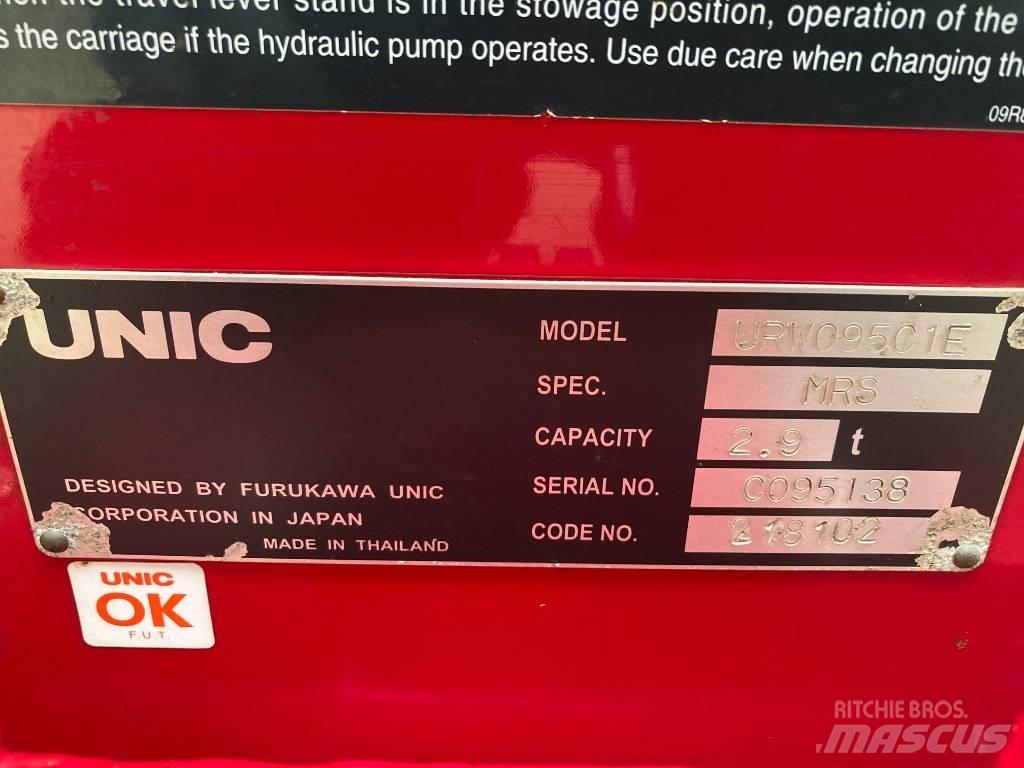 the travel lever stand is in the stowage position, operation of the
the carriage if the hydraulic pump operates. Use due care when changing
UNIC
MODEL URW095C1E
SPEC. MRS
CAPACITY 2.9 t
SERIAL NO. C095138
CODE NO. 218102
DESIGNED BY FURUKAWA UNIC
CORPORATION IN JAPAN
MADE IN THAILAND
UNIC
OK
F.U.T.
RITCHIE BROS.
MASCUS